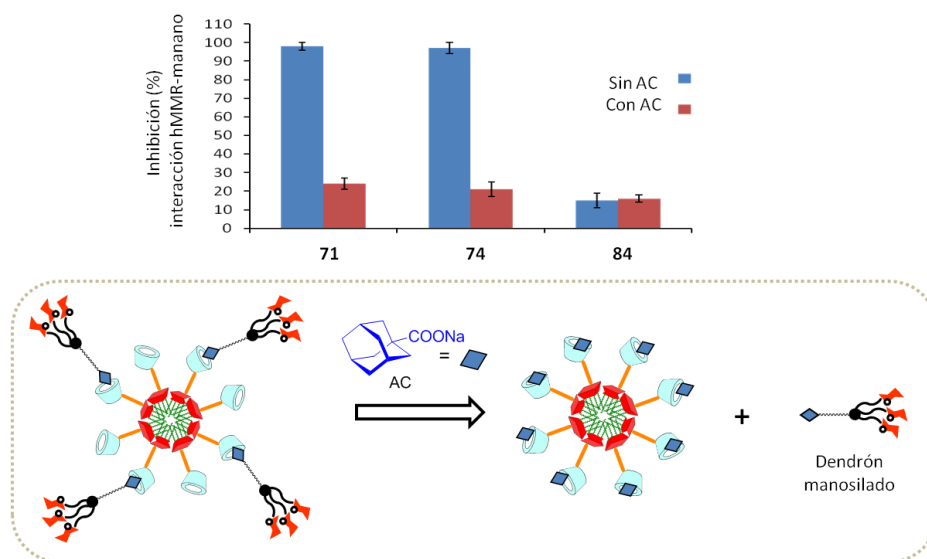 Inhibición (%)
interacción hMMR-manano
110
100
90
80
70
60
50
40
30
20
10
0
71 74 84
Sin AC
Con AC
COONa
=
AC
+
Dendrón
manosilado